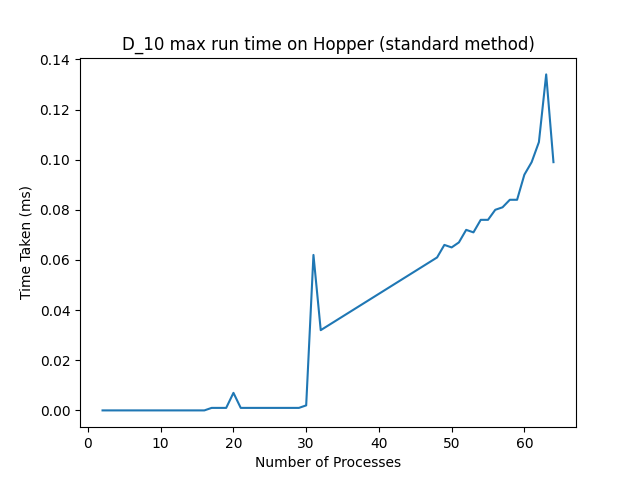 D_10 max run time on Hopper (standard method)
0.14
0.12
0.10
0.08
0.06
0.04
0.02
0.00
Time Taken (ms)
0 10 20 30 40 50 60
Number of Processes